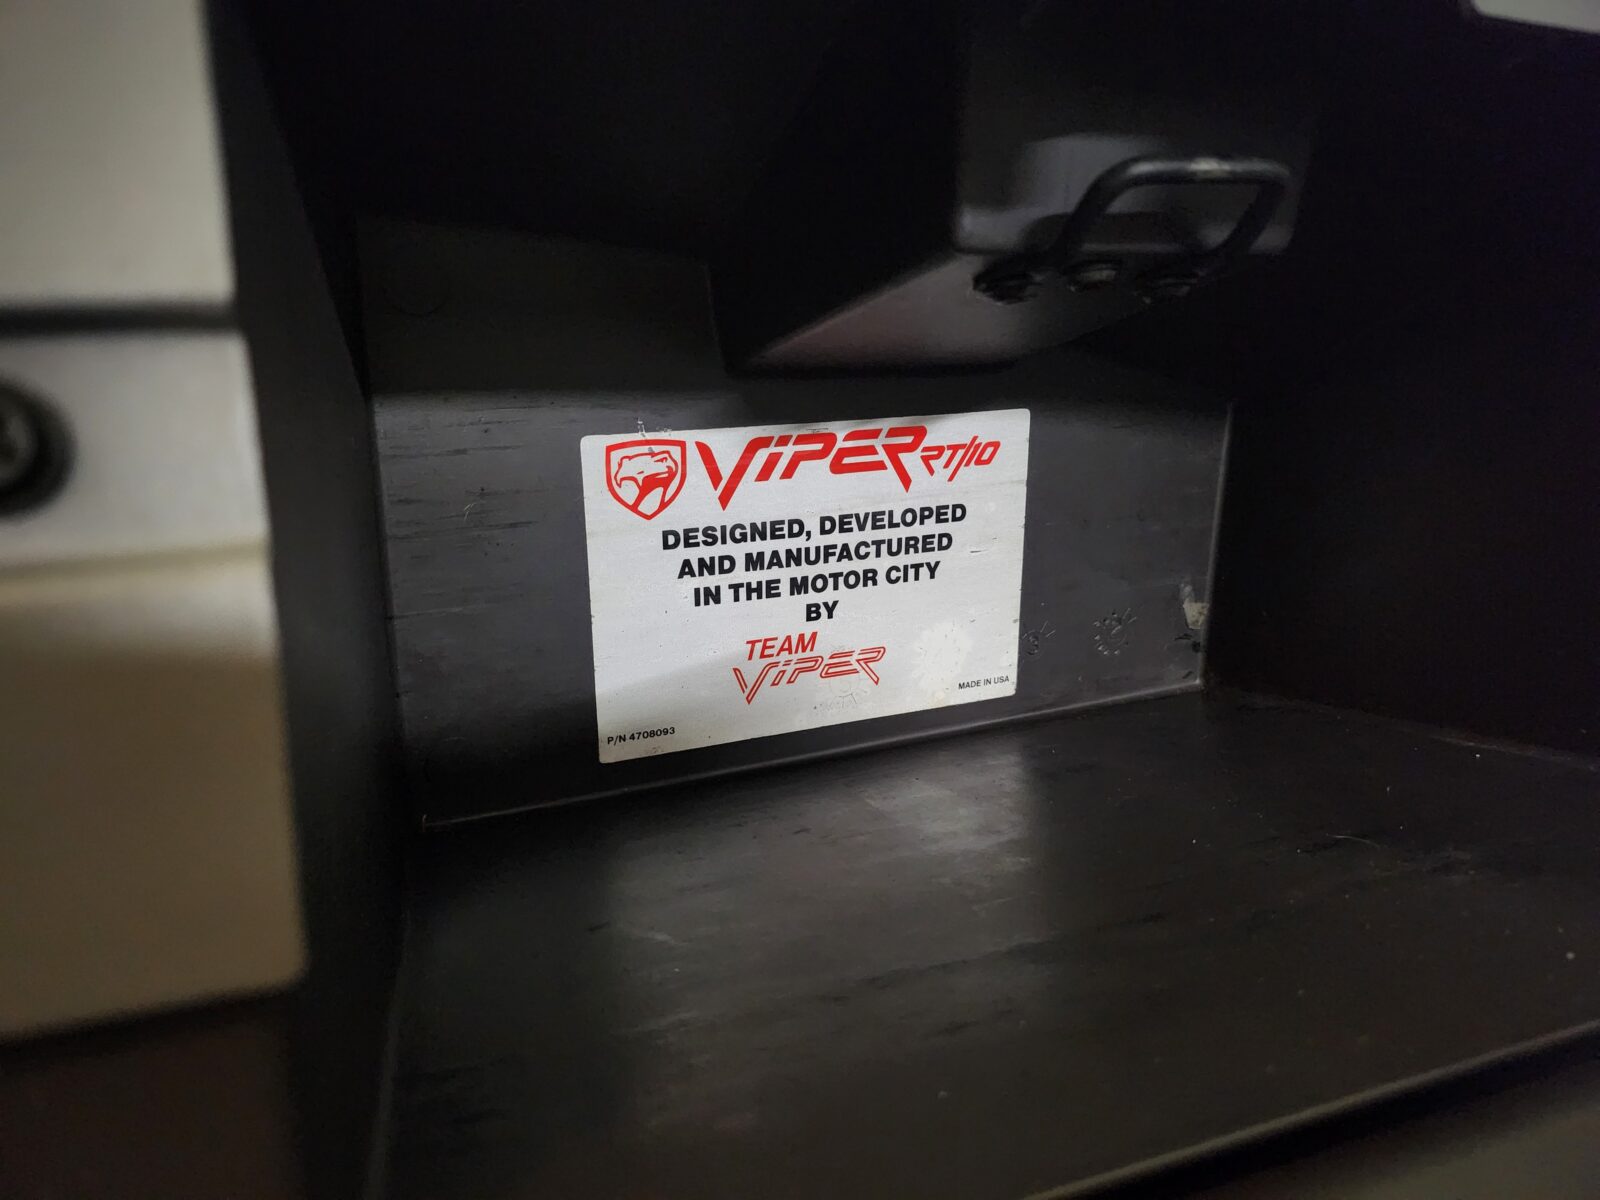 VIPER RT/10
DESIGNED, DEVELOPED
AND MANUFACTURED
IN THE MOTOR CITY
BY
TEAM
VIPER
MADE IN USA
P/N 4708093